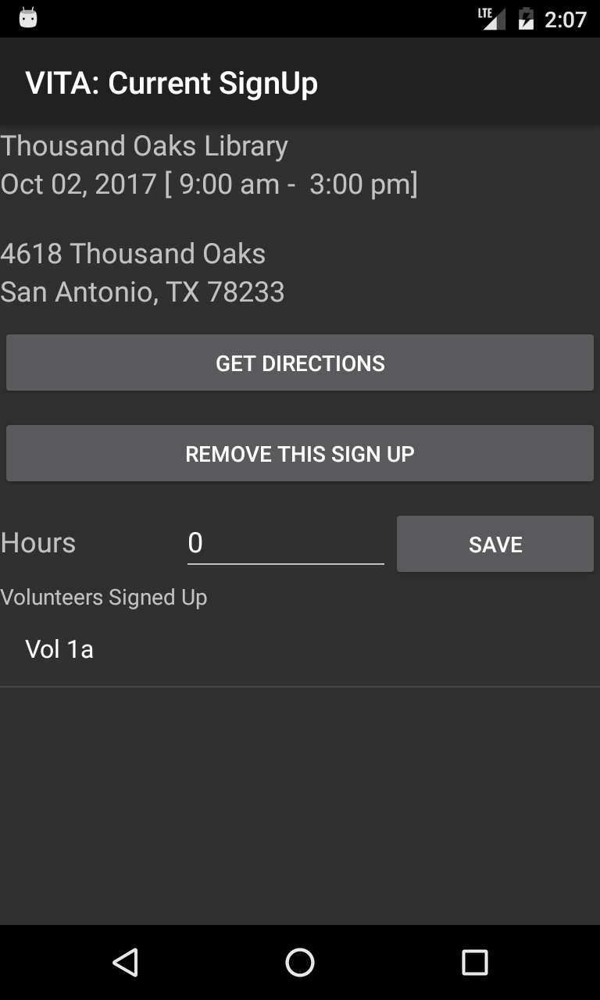 LTE 2:07
VITA: Current SignUp
Thousand Oaks Library
Oct 02, 2017 [ 9:00 am -  3:00 pm]
4618 Thousand Oaks
San Antonio, TX 78233
GET DIRECTIONS
REMOVE THIS SIGN UP
Hours 0 SAVE
Volunteers Signed Up
Vol 1a